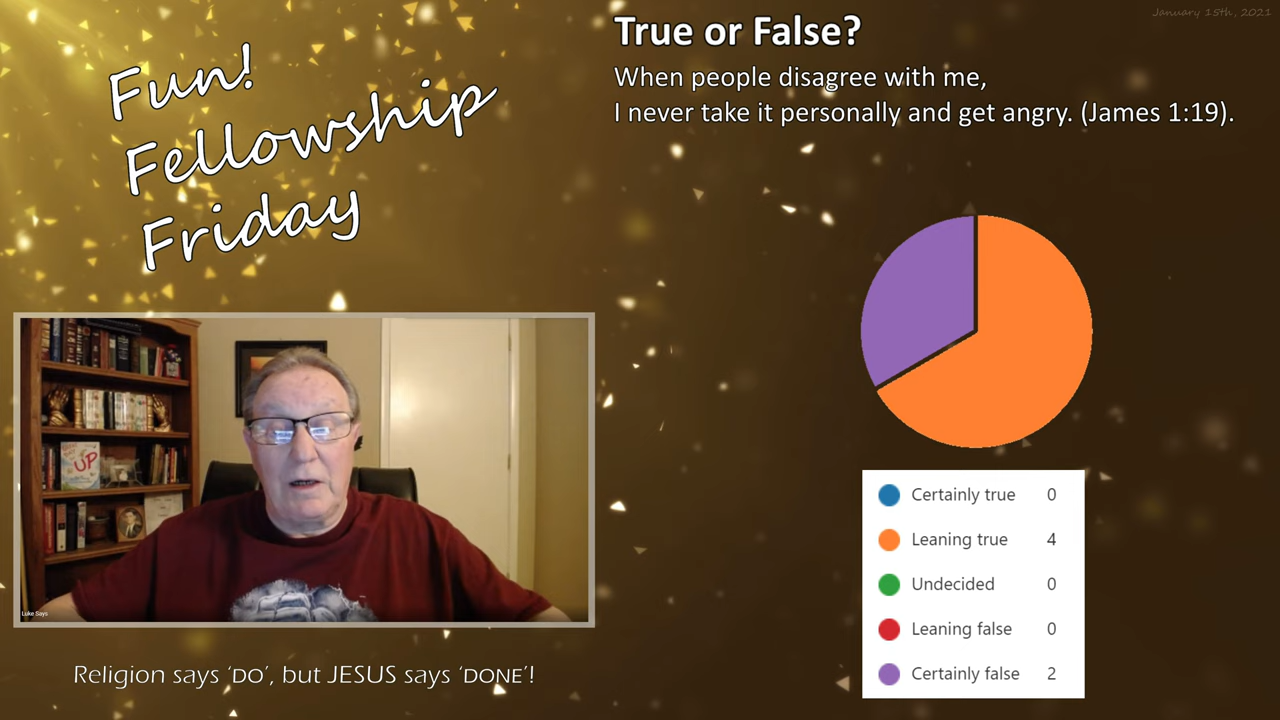 January 15th, 2021
Fun!
Fellowship
Friday
True or False?
When people disagree with me,
I never take it personally and get angry. (James 1:19).
UP
Luke Says
Certainly true 0
Leaning true 4
Undecided 0
Leaning false 0
Certainly false 2
Religion says ‘DO’, but JESUS says ‘DONE’!